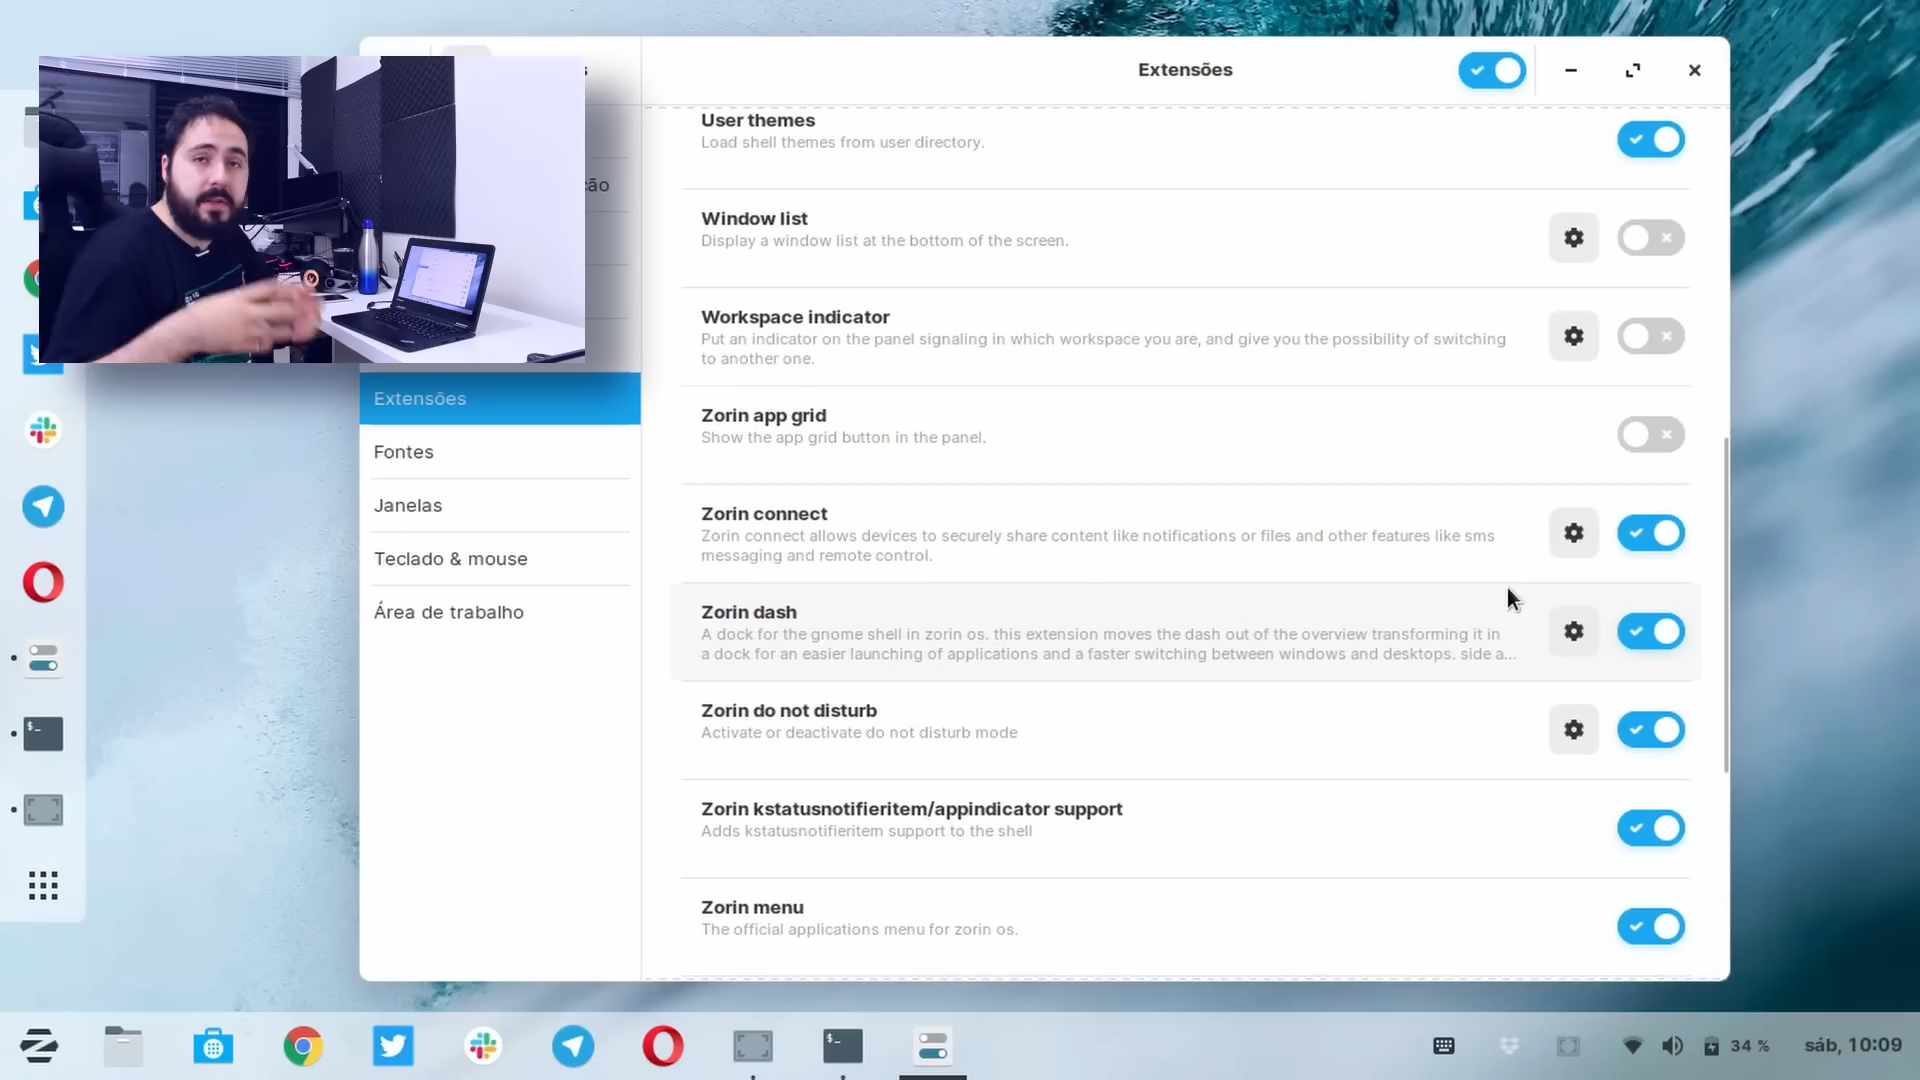 Extensões
User themes
Load shell themes from user directory.
ção
Window list
Display a window list at the bottom of the screen.
Workspace indicator
Put an indicator on the panel signaling in which workspace you are, and give you the possibility of switching
to another one.
Extensões
Fontes
Janelas
Teclado & mouse
Área de trabalho
Zorin app grid
Show the app grid button in the panel.
Zorin connect
Zorin connect allows devices to securely share content like notifications or files and other features like sms
messaging and remote control.
Zorin dash
A dock for the gnome shell in zorin os. this extension moves the dash out of the overview transforming it in
a dock for an easier launching of applications and a faster switching between windows and desktops. side a...
Zorin do not disturb
Activate or deactivate do not disturb mode
Zorin kstatusnotifieritem/appindicator support
Adds kstatusnotifieritem support to the shell
Zorin menu
The official applications menu for zorin os.
$_
$_
34 %
sáb, 10:09